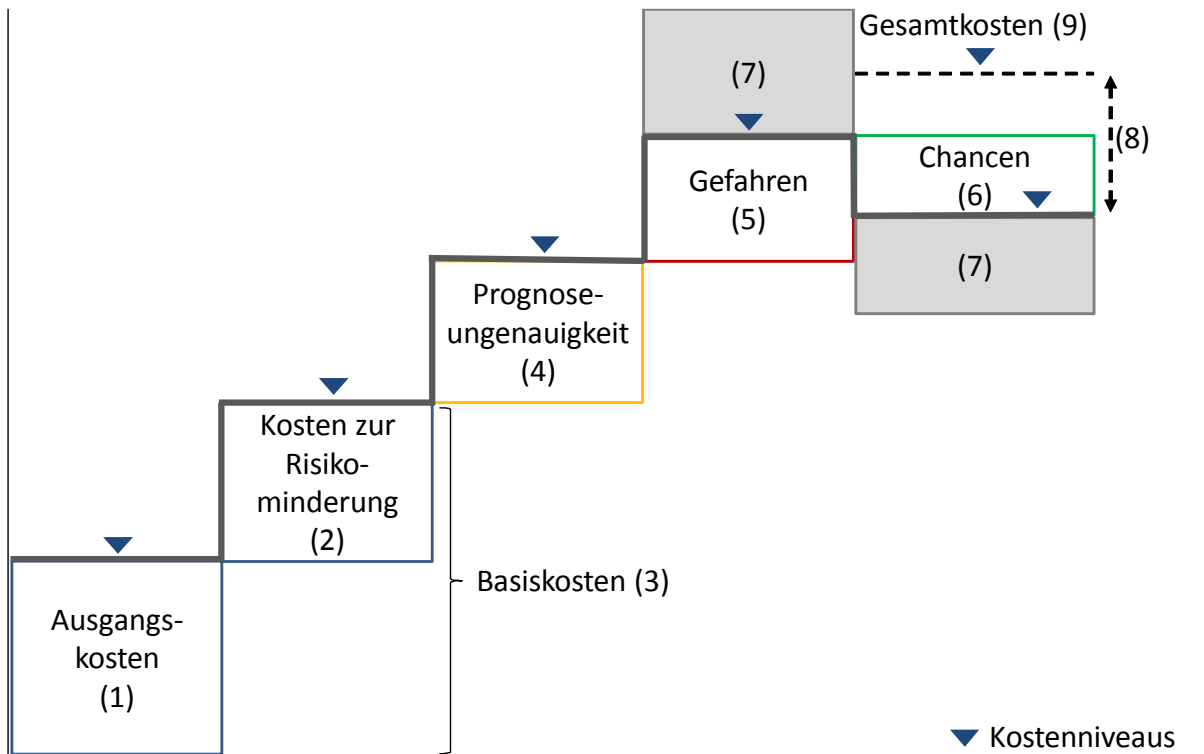 Gesamtkosten (9)
(7)
(8)
Chancen
(6)
Gefahren
(5)
(7)
Prognose-
ungenauigkeit
(4)
Kosten zur
Risiko-
minderung
(2)
Basiskosten (3)
Ausgangs-
kosten
(1)
Kostenniveaus